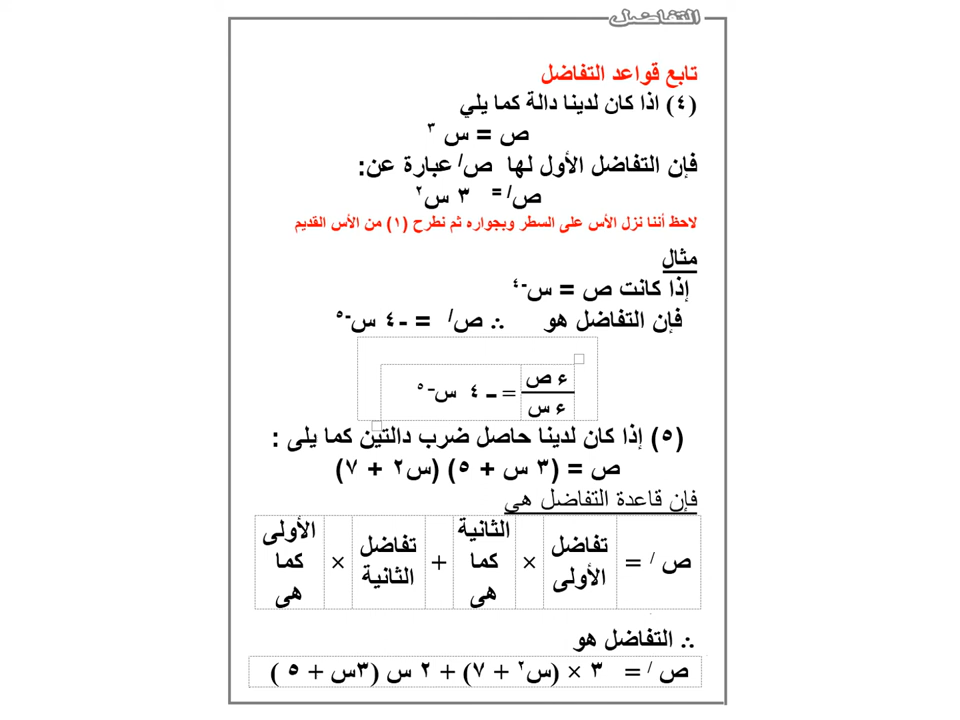 التفاضل
تابع قواعد التفاضل
(٤) اذا كان لدينا دالة كما يلي
ص = س ٣
فإن التفاضل الأول لها ص/ عبارة عن:
ص/ = ٣ س٢
لاحظ أننا نزل الأس على السطر وبجواره ثم نطرح (١) من الأس القديم
مثال
إذا كانت ص = س-٤
فإن التفاضل هو ∴ ص/ = -٤ س-٥
ء ص
ء س
= – ٤ س– ٥
(٥) إذا كان لدينا حاصل ضرب دالتين كما يلى :
ص = (٣ س + ٥) (س٢ + ٧)
فإن قاعدة التفاضل هي
ص / = تفاضل الأولى × الثانية كما هى + تفاضل الثانية × الأولى كما هى
∴ التفاضل هو
ص / = ٣ × (س٢ + ٧) + ٢ س (٣س + ٥ )